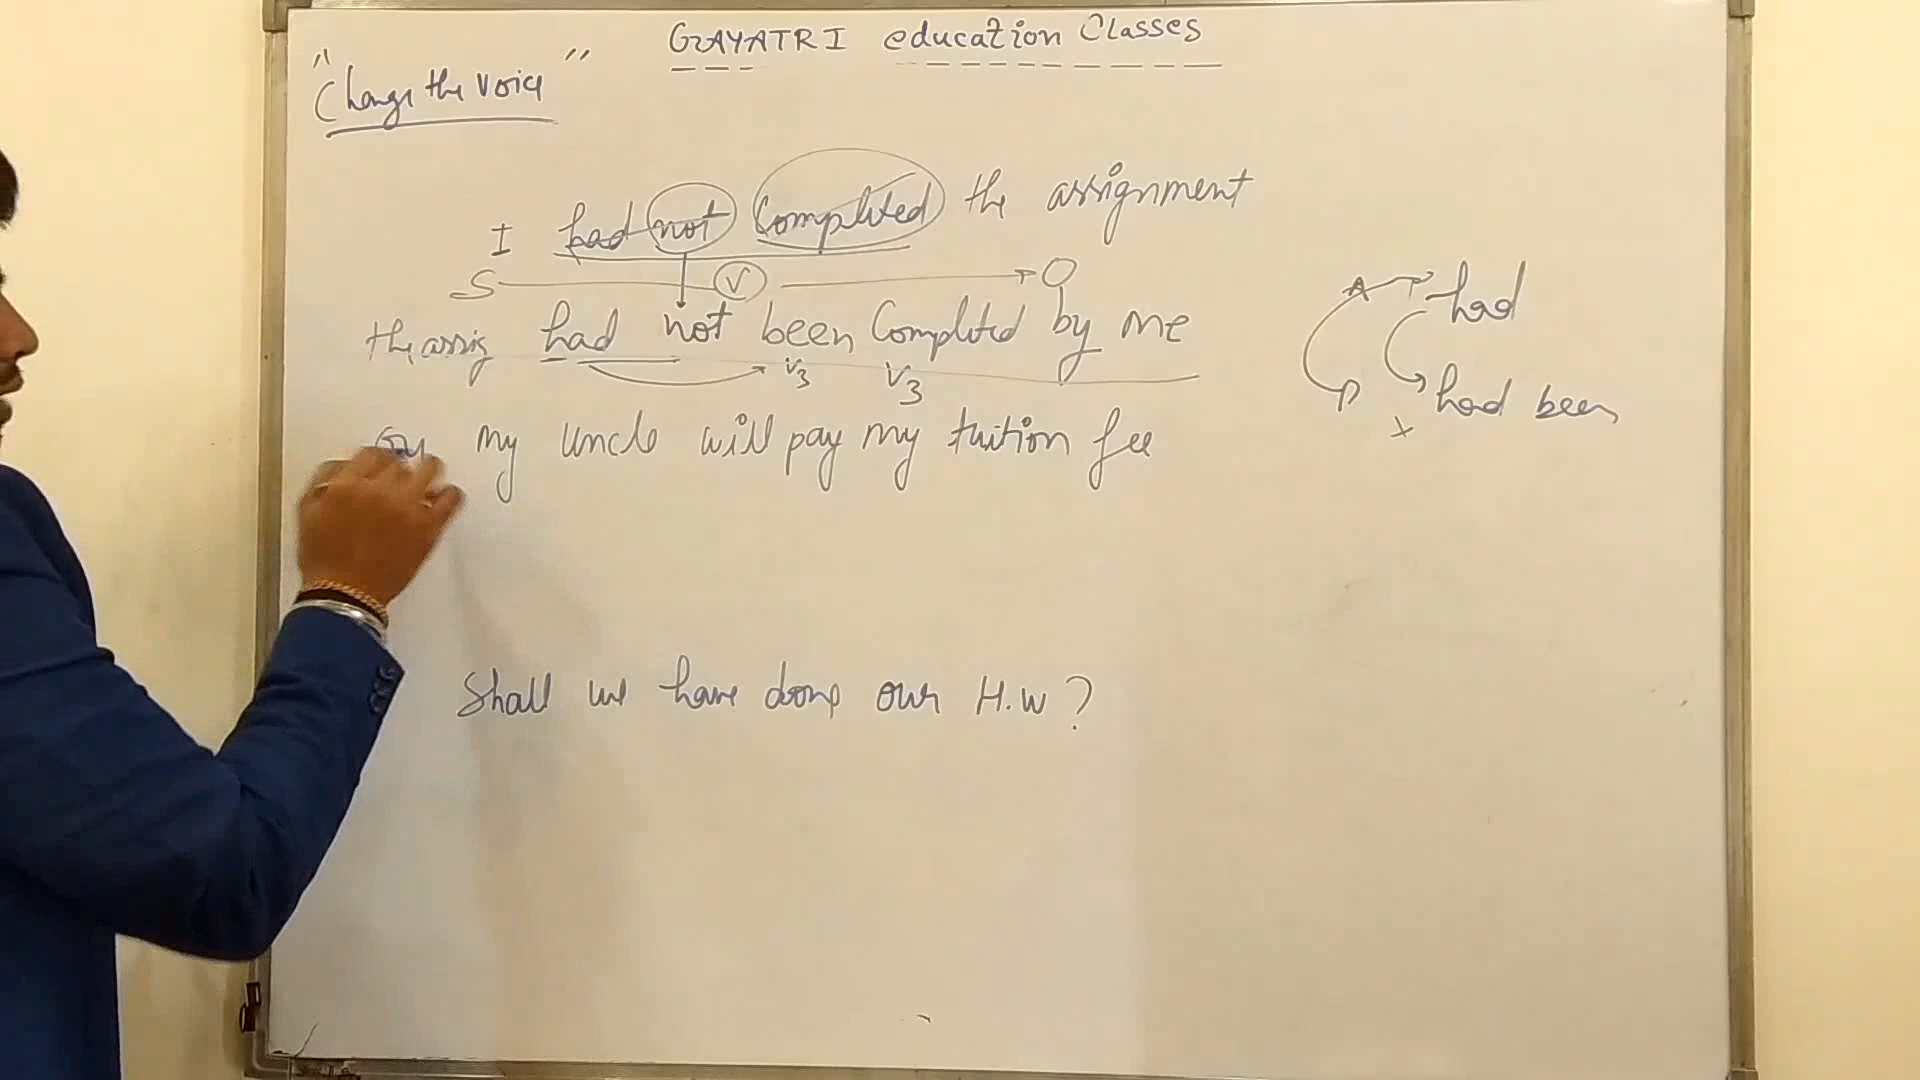 GAYATRI education Classes
"Change the Voice"
I had not Completed the assignment
S V O
the assig had not been Completed by me
V3 V3
A P had
P had been
my uncle will pay my tuition fee
Shall we have done our H.W ?